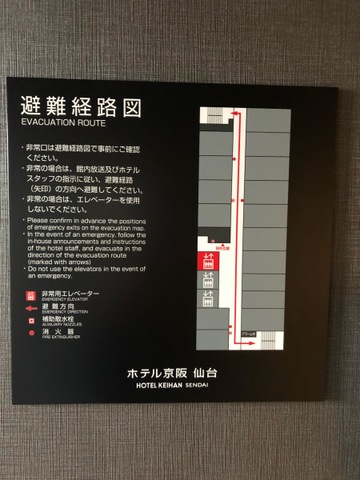 避難経路図
EVACUATION ROUTE
・非常口は避難経路図で事前にご確認
ください。
・非常の場合は、館内放送及びホテル
スタッフの指示に従い、避難経路
（矢印）の方向へ避難してください。
・非常の場合は、エレベーターを使用
しないでください。
・Please confirm in advance the positions
of emergency exits on the evacuation map.
・In the event of an emergency, follow the
in-house announcements and instructions
of the hotel staff, and evacuate in the
direction of the evacuation route
(marked with arrows)
・Do not use the elevators in the event of
an emergency.
非常用エレベーター
EMERGENCY ELEVATOR
避難方向
EMERGENCY DIRECTION
補助散水栓
AUXILIARY NOZZLES
消火器
FIRE EXTINGUISHER
ホテル京阪 仙台
HOTEL KEIHAN SENDAI